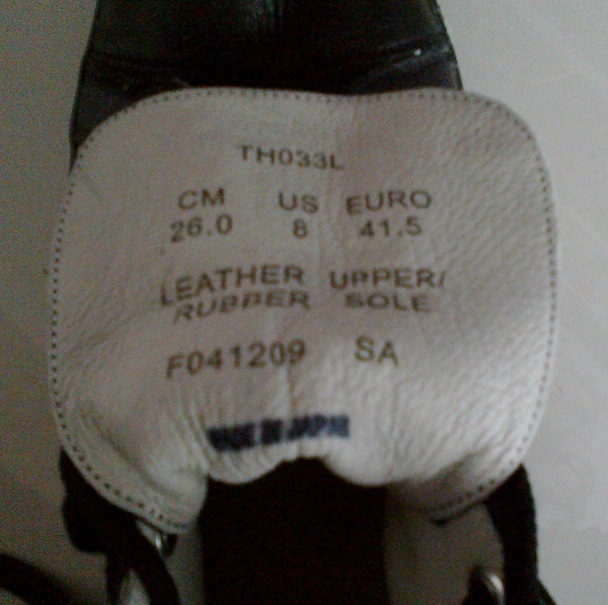 TH033L
CM US EURO
26.0 8 41.5
LEATHER UPPER/
RUBBER SOLE
F041209 SA
MADE IN JAPAN